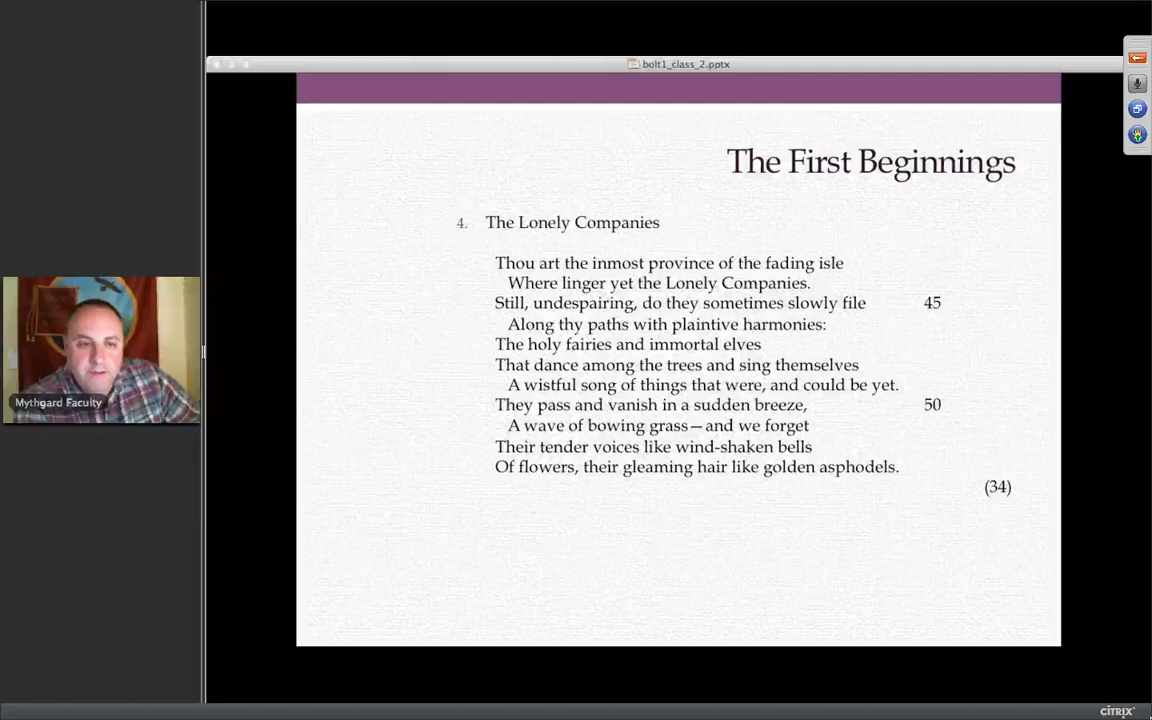 bolt1_class_2.pptx
The First Beginnings
4. The Lonely Companies
Thou art the inmost province of the fading isle
Where linger yet the Lonely Companies.
Still, undespairing, do they sometimes slowly file 45
Along thy paths with plaintive harmonies:
The holy fairies and immortal elves
That dance among the trees and sing themselves
A wistful song of things that were, and could be yet.
They pass and vanish in a sudden breeze, 50
A wave of bowing grass—and we forget
Their tender voices like wind-shaken bells
Of flowers, their gleaming hair like golden asphodels.
(34)
Mythgard Faculty
CİTRIX